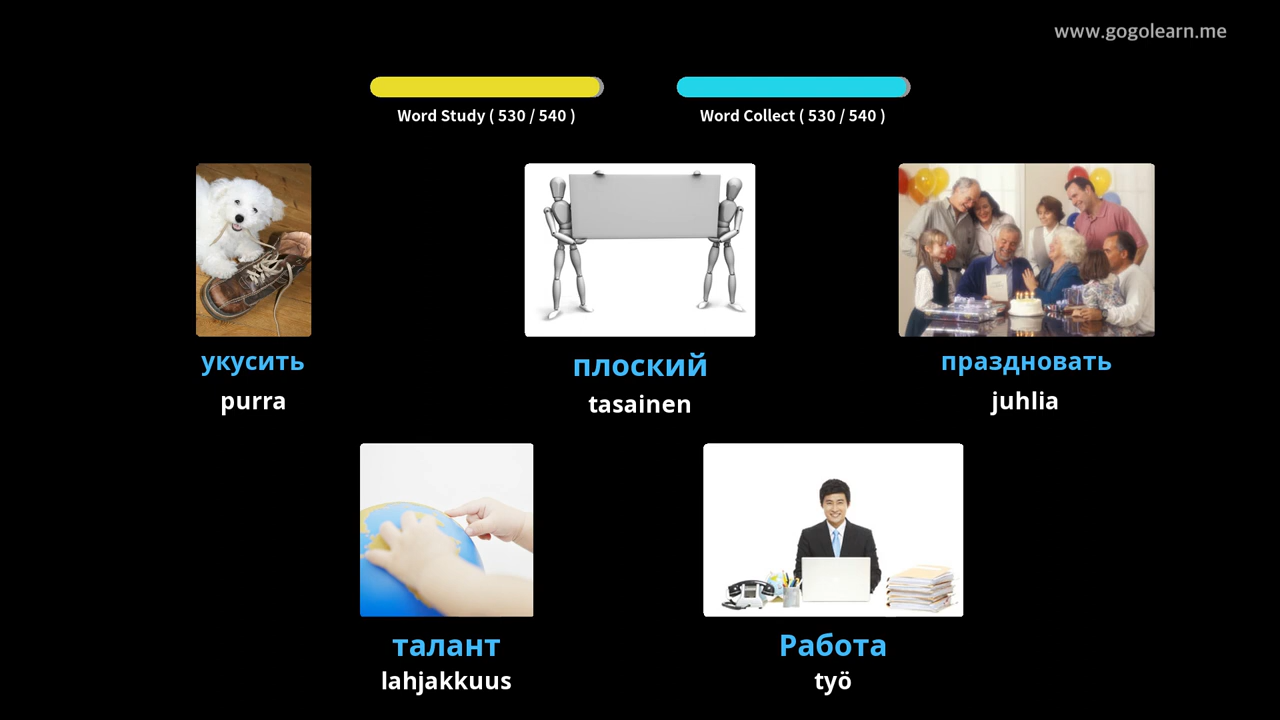 www.gogolearn.me
Word Study ( 530 / 540 )
Word Collect ( 530 / 540 )
укусить
purra
плоский
tasainen
праздновать
juhlia
талант
lahjakkuus
Работа
työ